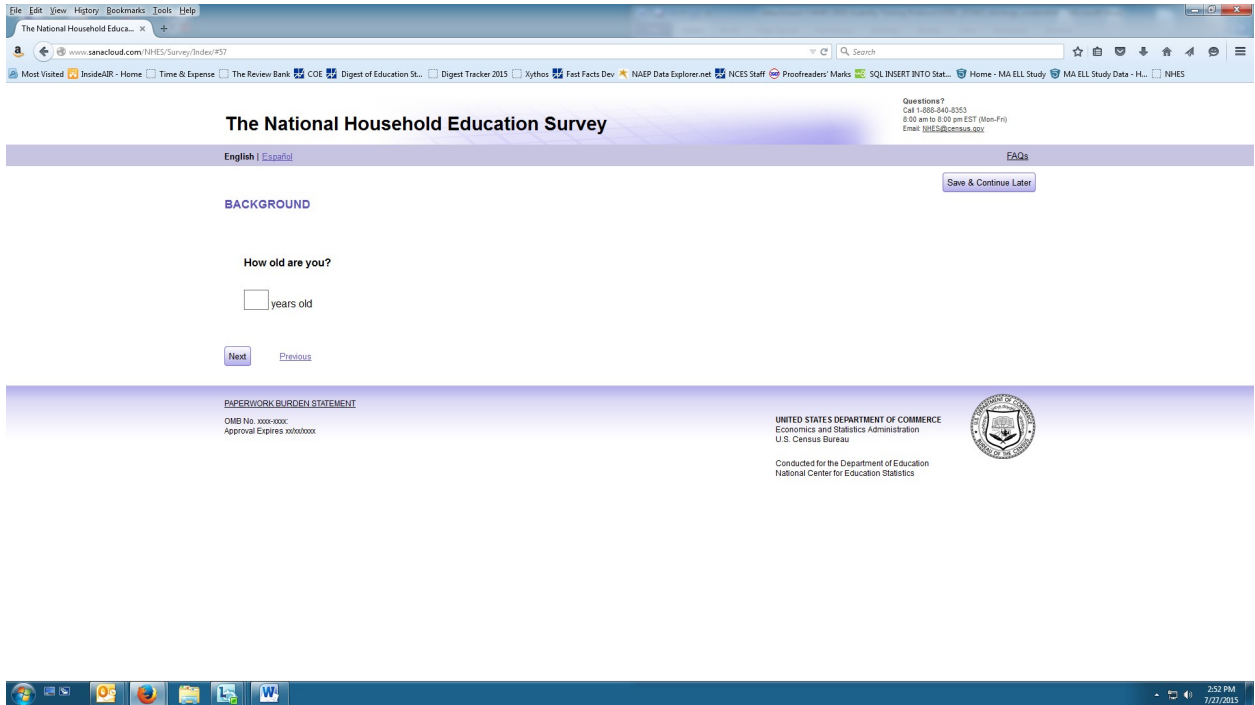 File Edit View History Bookmarks Tools Help
The National Household Educa... × +
www.sanacloud.com/NHES/Survey/Index/#57
Search
Most Visited InsideAIR - Home Time & Expense The Review Bank COE Digest of Education St... Digest Tracker 2015 Xythos Fast Facts Dev NAEP Data Explorer.net NCES Staff Proofreaders' Marks SQL INSERT INTO Stat... Home - MA ELL Study MA ELL Study Data - H... NHES
The National Household Education Survey
Questions?
Call 1-888-840-8353
8:00 am to 8:00 pm EST (Mon-Fri)
Email: NHES@census.gov
English | Español
FAQs
Save & Continue Later
BACKGROUND
How old are you?
years old
Next Previous
PAPERWORK BURDEN STATEMENT
OMB No. xxxx-xxxx:
Approval Expires xx/xx/xxxx
UNITED STATES DEPARTMENT OF COMMERCE
Economics and Statistics Administration
U.S. Census Bureau
Conducted for the Department of Education
National Center for Education Statistics
U.S. DEPARTMENT OF COMMERCE
BUREAU OF THE CENSUS
2:52 PM
7/27/2015